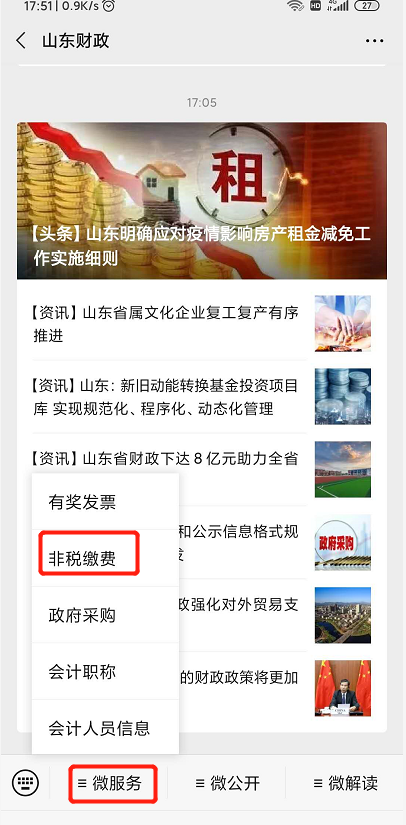 17:51 | 0.9K/s
HD
4G
27
山东财政
17:05
租
【头条】山东明确应对疫情影响房产租金减免工
作实施细则
【资讯】山东省属文化企业复工复产有序
推进
【资讯】山东：新旧动能转换基金投资项目
库 实现规范化、程序化、动态化管理
【资讯】山东省财政下达8亿元助力全省
和公示信息格式规
发
政府采购
政强化对外贸易支
的财政政策将更加
有奖发票
非税缴费
政府采购
会计职称
会计人员信息
≡ 微服务
≡ 微公开
≡ 微解读